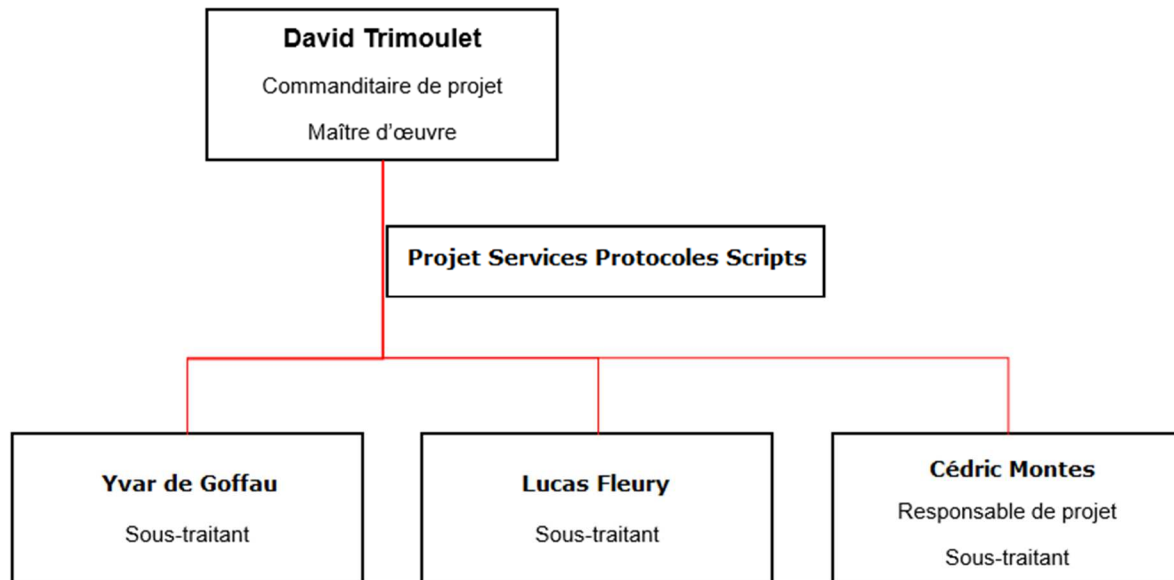 David Trimoulet
Commanditaire de projet
Maître d'œuvre
Projet Services Protocoles Scripts
Yvar de Goffau
Sous-traitant
Lucas Fleury
Sous-traitant
Cédric Montes
Responsable de projet
Sous-traitant